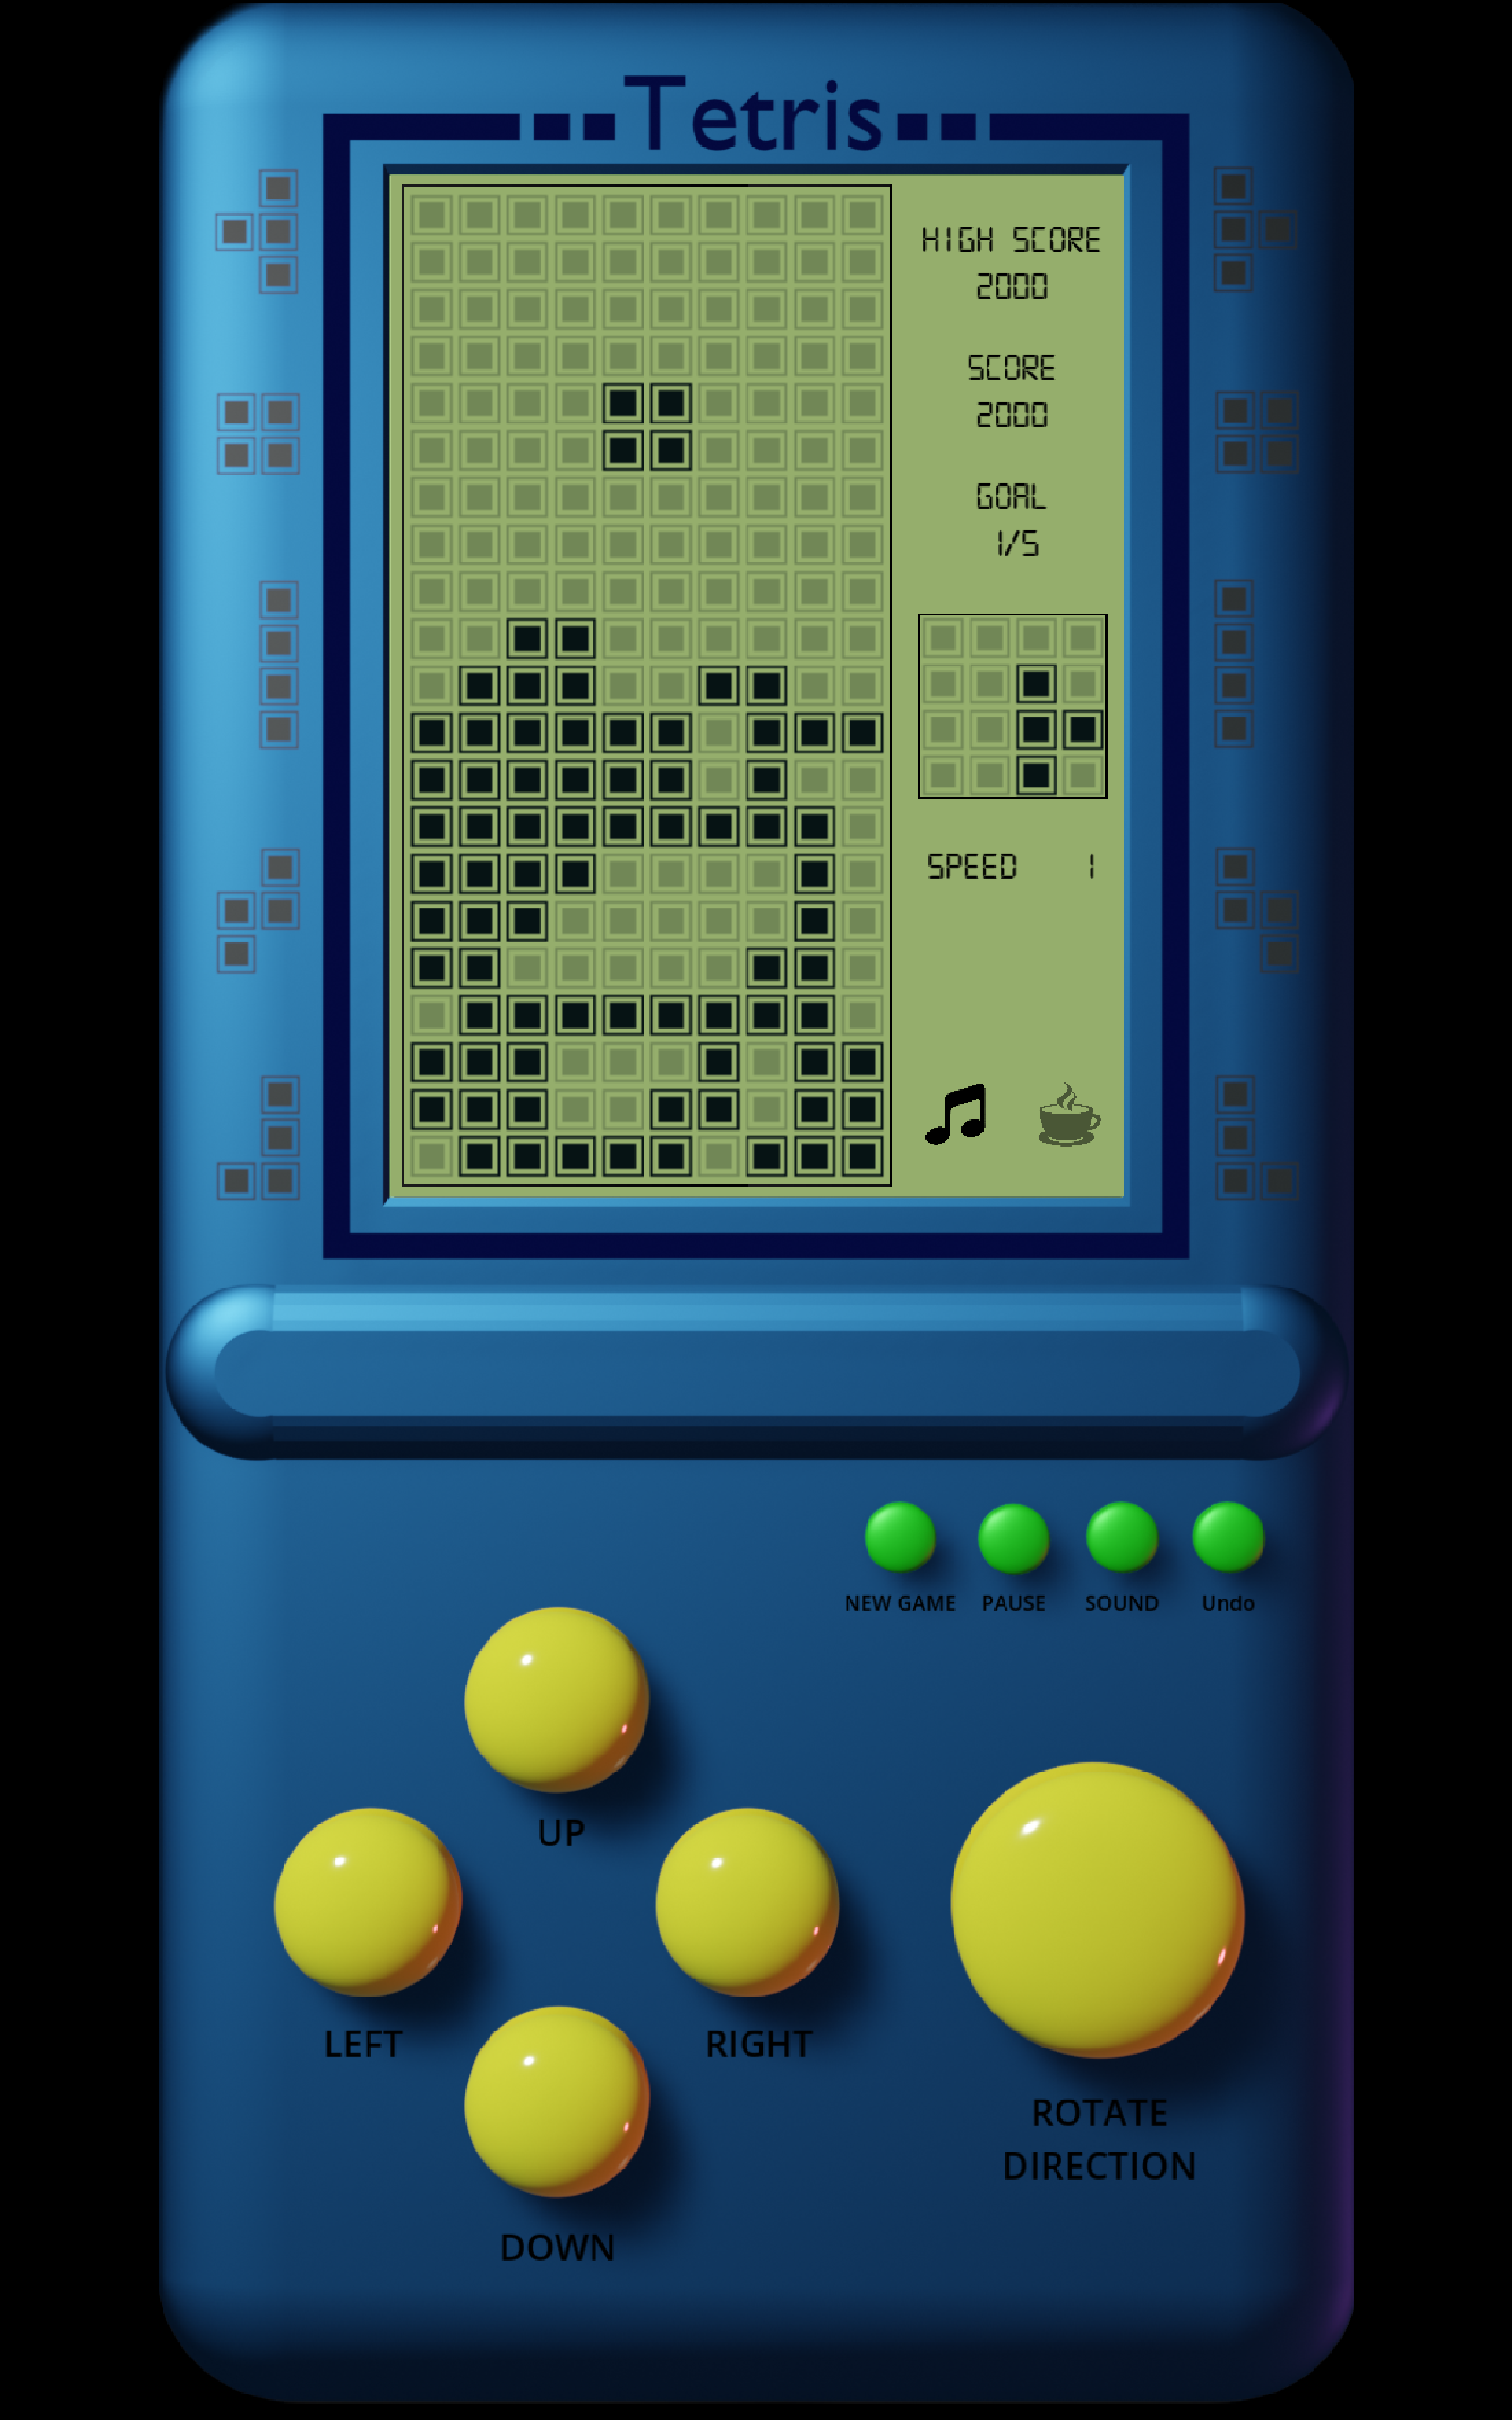 Tetris
HIGH SCORE
2000
SCORE
2000
GOAL
1/5
SPEED 1
NEW GAME PAUSE SOUND Undo
UP
LEFT RIGHT
DOWN
ROTATE
DIRECTION